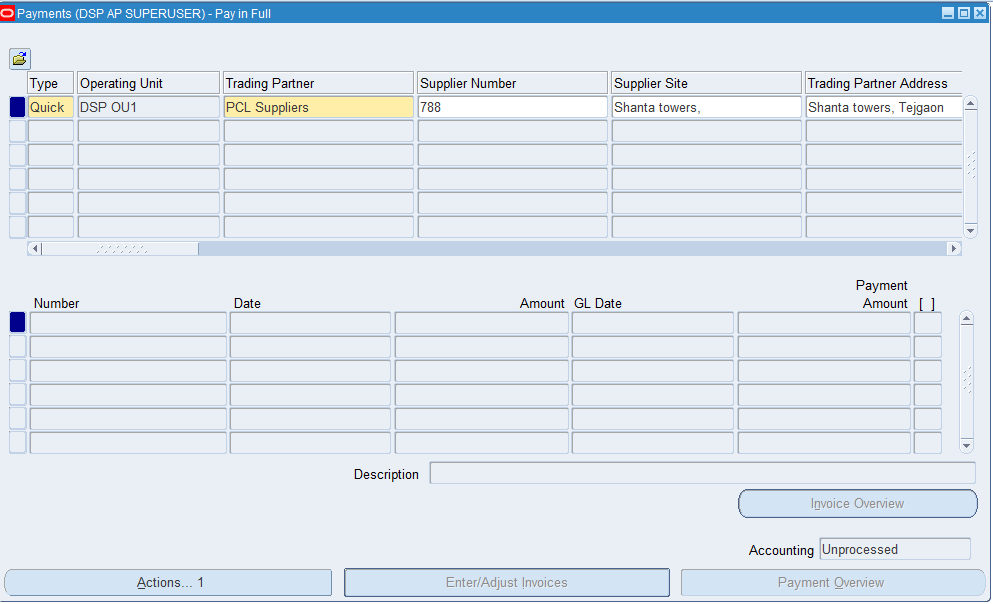 Payments (DSP AP SUPERUSER) - Pay in Full
Type Operating Unit Trading Partner Supplier Number Supplier Site Trading Partner Address
Quick DSP OU1 PCL Suppliers 788 Shanta towers, Shanta towers, Tejgaon
Payment
Number Date Amount GL Date Amount [ ]
Description
Invoice Overview
Accounting Unprocessed
Actions... 1 Enter/Adjust Invoices Payment Overview